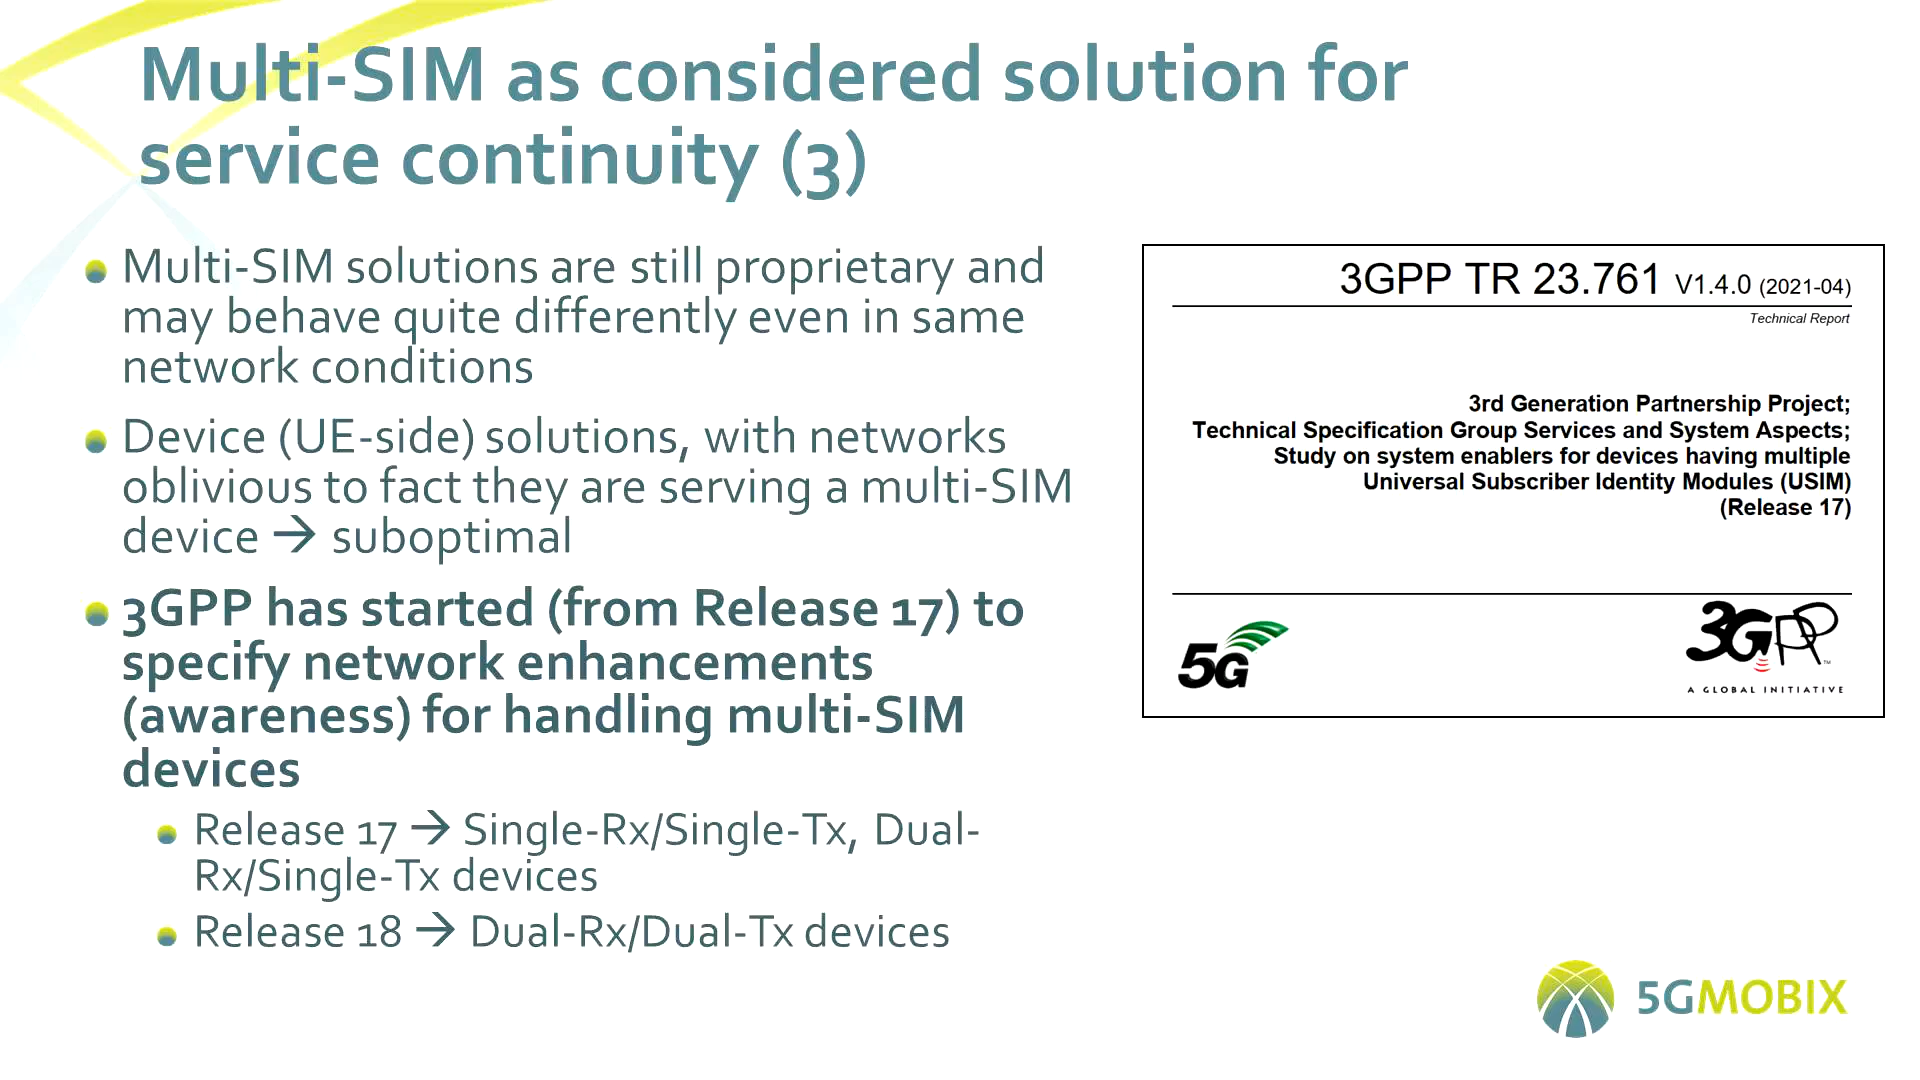 Multi-SIM as considered solution for
service continuity (3)
Multi-SIM solutions are still proprietary and
may behave quite differently even in same
network conditions
Device (UE-side) solutions, with networks
oblivious to fact they are serving a multi-SIM
device → suboptimal
3GPP has started (from Release 17) to
specify network enhancements
(awareness) for handling multi-SIM
devices
Release 17 → Single-Rx/Single-Tx, Dual-
Rx/Single-Tx devices
Release 18 → Dual-Rx/Dual-Tx devices
3GPP TR 23.761 V1.4.0 (2021-04)
Technical Report
3rd Generation Partnership Project;
Technical Specification Group Services and System Aspects;
Study on system enablers for devices having multiple
Universal Subscriber Identity Modules (USIM)
(Release 17)
5G
3GPP™
A GLOBAL INITIATIVE
5GMOBIX